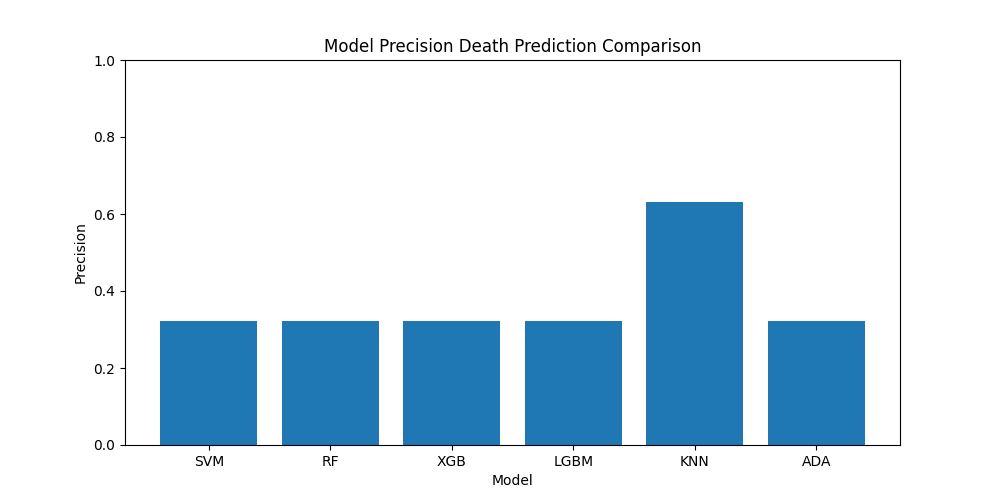 Model Precision Death Prediction Comparison
1.0
0.8
0.6
0.4
0.2
0.0
Precision
SVM RF XGB LGBM KNN ADA
Model